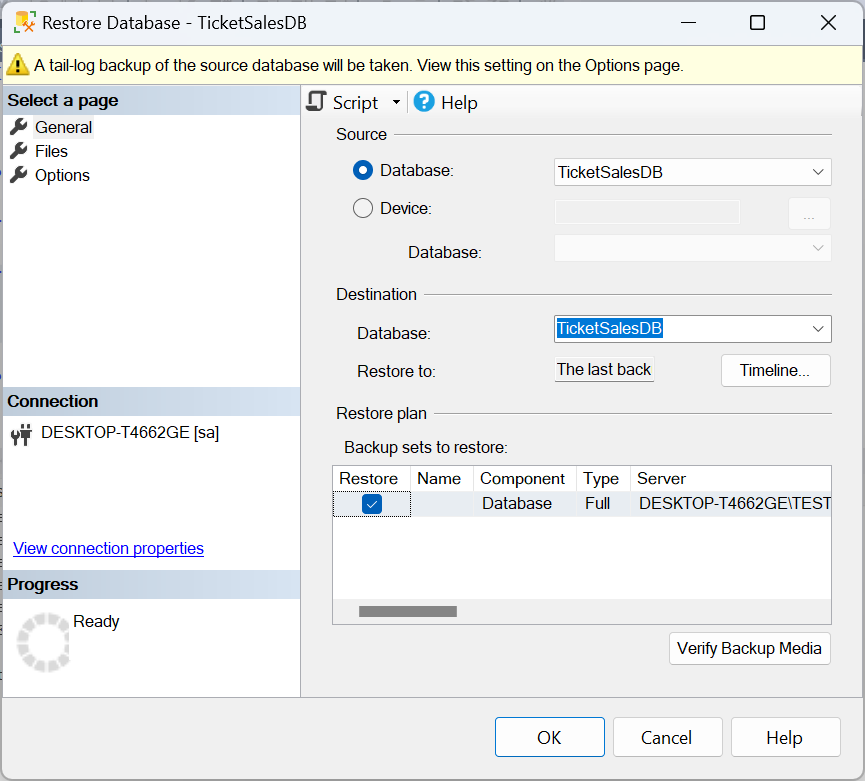 Restore Database - TicketSalesDB
A tail-log backup of the source database will be taken. View this setting on the Options page.
Select a page
General
Files
Options
Script
Help
Source
Database:
TicketSalesDB
Device:
...
Database:
Destination
Database:
TicketSalesDB
Restore to:
The last back
Timeline...
Restore plan
Backup sets to restore:
Restore Name Component Type Server
Database Full DESKTOP-T4662GE\TEST
Verify Backup Media
Connection
DESKTOP-T4662GE [sa]
View connection properties
Progress
Ready
OK
Cancel
Help